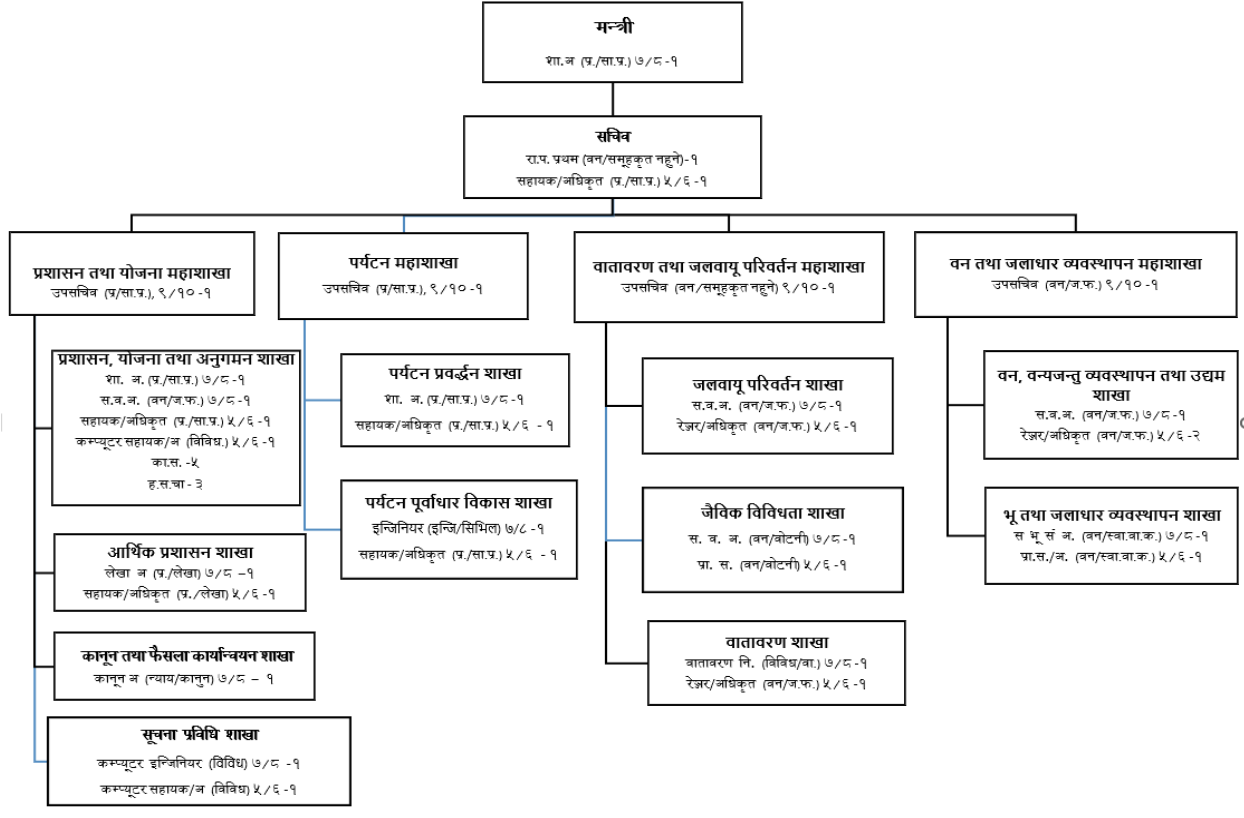 मन्त्री
शा.अ (प्र./सा.प्र.) ७/८ -१
सचिव
रा.प. प्रथम (वन/समूहकृत नहुने)- १
सहायक/अधिकृत (प्र./सा.प्र.) ५/६ -१
प्रशासन तथा योजना महाशाखा
उपसचिव (प्र/सा.प्र.), ९/१० -१
प्रशासन, योजना तथा अनुगमन शाखा
शा. अ. (प्र./सा.प्र.) ७/८ -१
स.व.अ. (वन/ज.फ.) ७/८ -१
सहायक/अधिकृत (प्र./सा.प्र.) ५/६ -१
कम्प्यूटर सहायक/अ (विविध.) ५/६ -१
का.स. -५
ह.स.चा - ३
आर्थिक प्रशासन शाखा
लेखा अ (प्र./लेखा) ७/८ –१
सहायक/अधिकृत (प्र./लेखा) ५/६ -१
कानून तथा फैसला कार्यान्वयन शाखा
कानून अ (न्याय/कानुन) ७/८ – १
सूचना प्रविधि शाखा
कम्प्यूटर इन्जिनियर (विविध) ७/८ -१
कम्प्यूटर सहायक/अ (विविध) ५/६ -१
पर्यटन महाशाखा
उपसचिव (प्र/सा.प्र.), ९/१० -१
पर्यटन प्रवर्द्धन शाखा
शा. अ. (प्र./सा.प्र.) ७/८ -१
सहायक/अधिकृत (प्र./सा.प्र.) ५/६ - १
पर्यटन पूर्वाधार विकास शाखा
इन्जिनियर (इन्जि/सिभिल) ७/८ -१
सहायक/अधिकृत (प्र./सा.प्र.) ५/६ - १
वातावरण तथा जलवायू परिवर्तन महाशाखा
उपसचिव (वन/समूहकृत नहुने) ९/१० -१
जलवायू परिवर्तन शाखा
स.व.अ. (वन/ज.फ.) ७/८ -१
रेञ्जर/अधिकृत (वन/ज.फ.) ५/६ -१
जैविक विविधता शाखा
स. व. अ. (वन/वोटनी) ७/८ -१
प्रा. स. (वन/वोटनी) ५/६ -१
वातावरण शाखा
वातावरण नि. (विविध/वा.) ७/८ -१
रेञ्जर/अधिकृत (वन/ज.फ.) ५/६ -१
वन तथा जलाधार व्यवस्थापन महाशाखा
उपसचिव (वन/ज.फ.) ९/१० -१
वन, वन्यजन्तु व्यवस्थापन तथा उद्यम
शाखा
स.व.अ. (वन/ज.फ.) ७/८ -१
रेञ्जर/अधिकृत (वन/ज.फ.) ५/६ -२
भू तथा जलाधार व्यवस्थापन शाखा
स भू सं अ. (वन/स्वा.वा.क.) ७/८ -१
प्रा.स./अ. (वन/स्वा.वा.क.) ५/६ -१